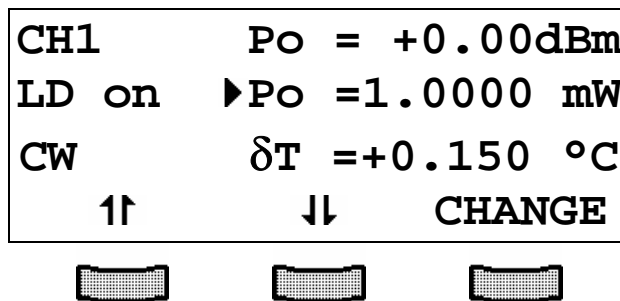 CH1 Po = +0.00dBm
LD on ▶Po =1.0000 mW
CW δT =+0.150 °C
⇅ ⇵ CHANGE